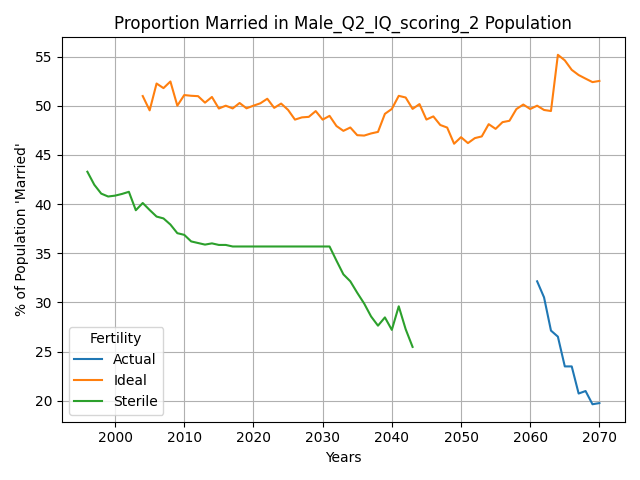 Proportion Married in Male_Q2_IQ_scoring_2 Population
% of Population 'Married'
55
50
45
40
35
30
25
20
Fertility
Actual
Ideal
Sterile
2000 2010 2020 2030 2040 2050 2060 2070
Years